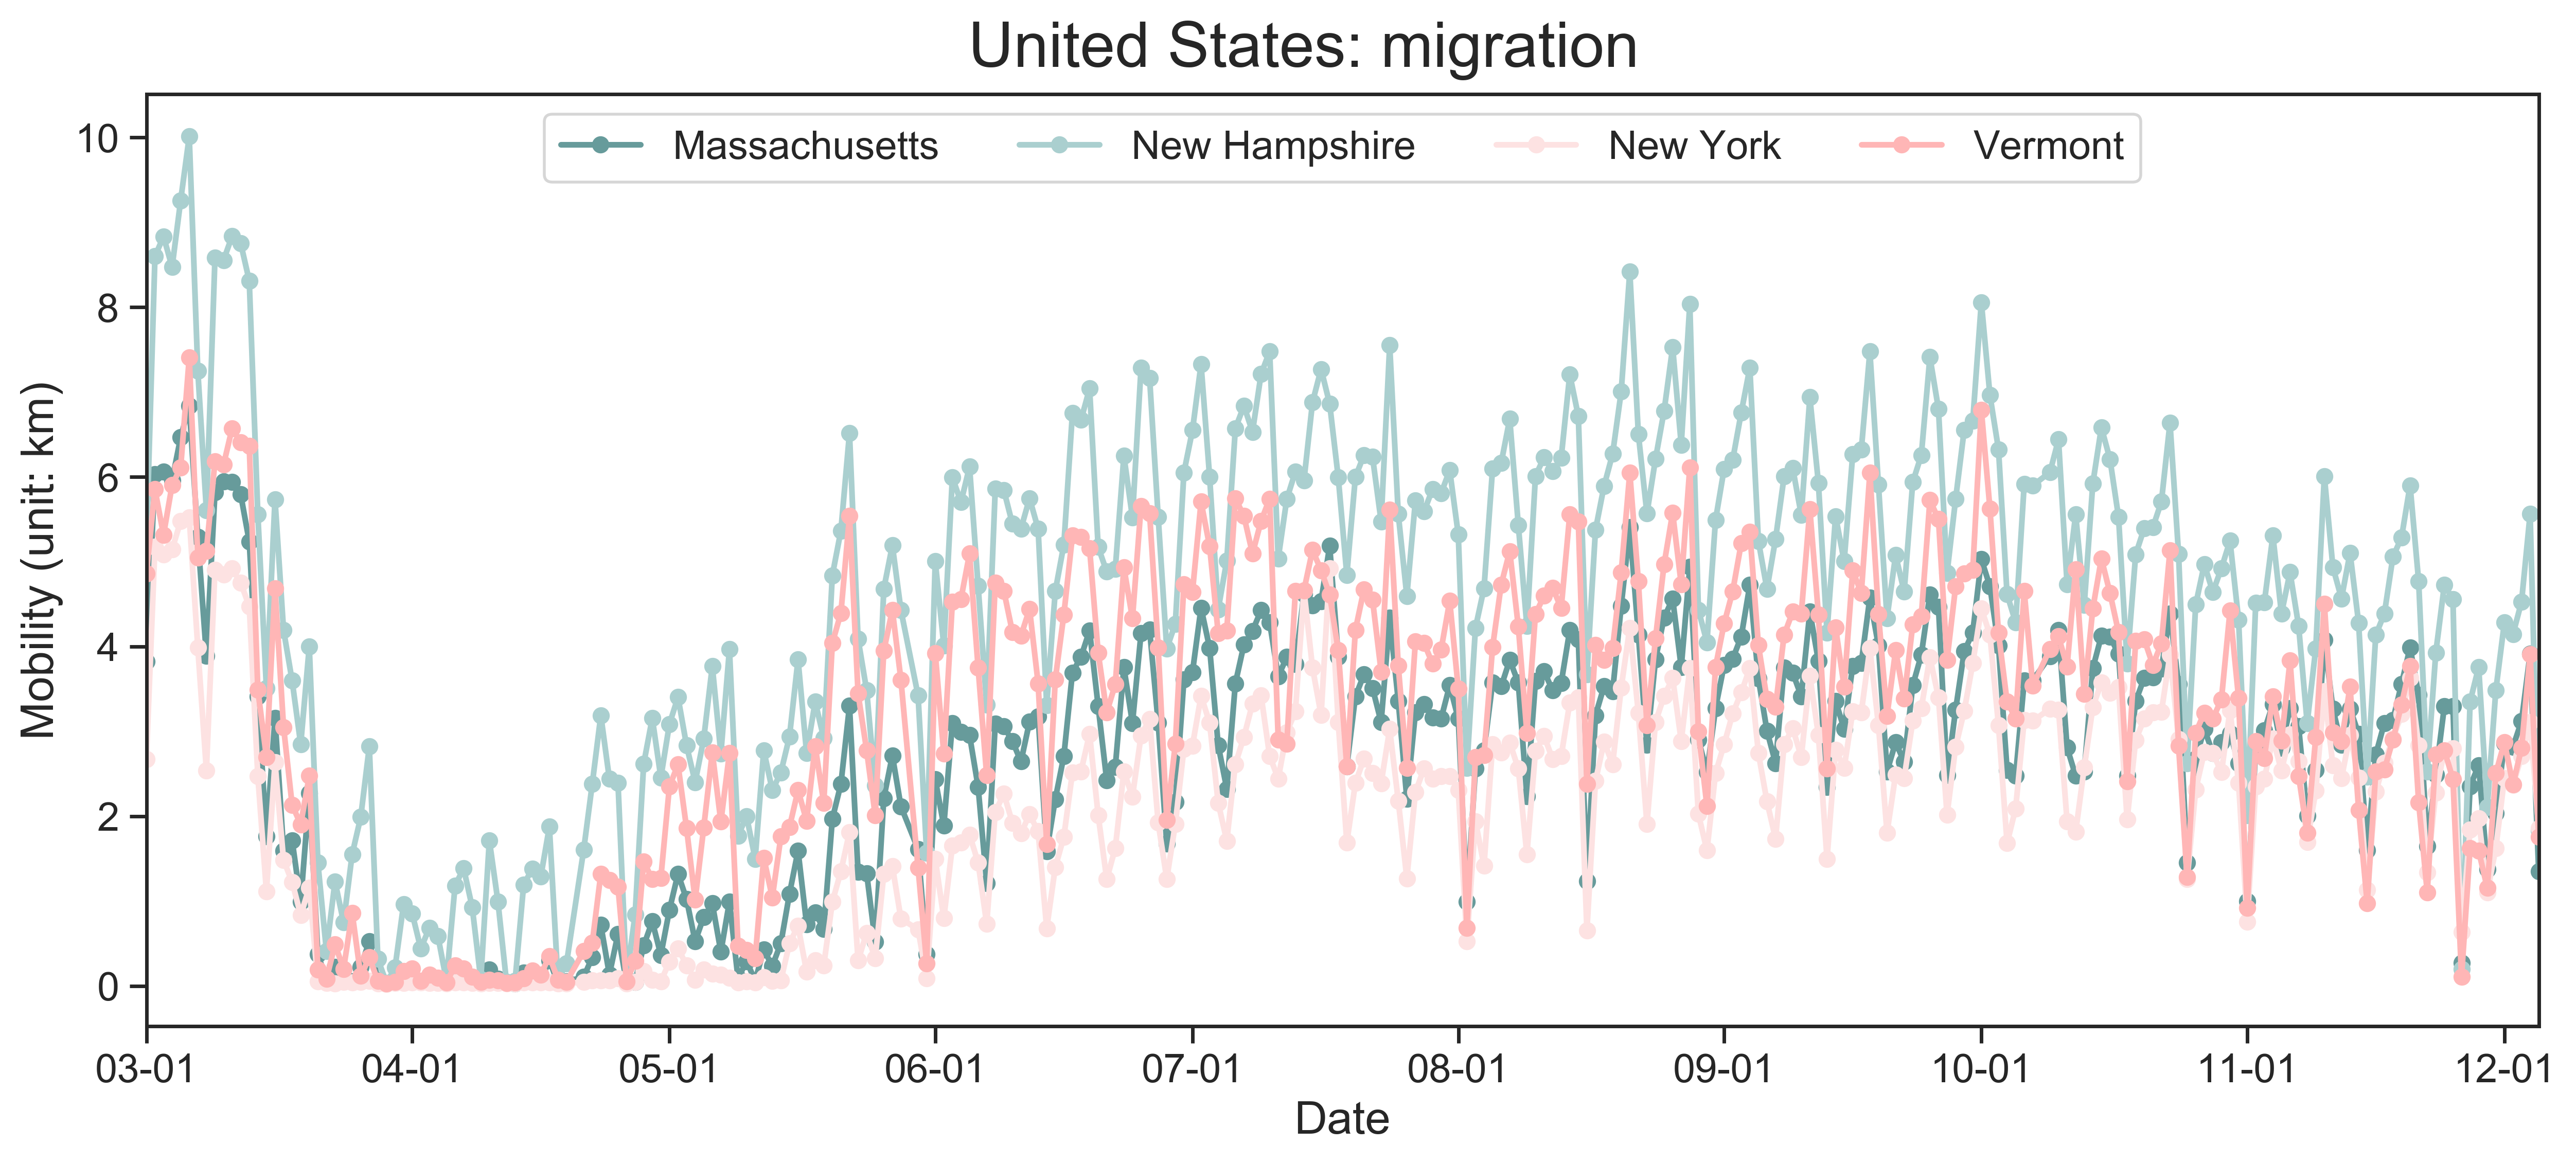 United States: migration
Massachusetts New Hampshire New York Vermont
Mobility (unit: km)
10
8
6
4
2
0
03-01 04-01 05-01 06-01 07-01 08-01 09-01 10-01 11-01 12-01
Date